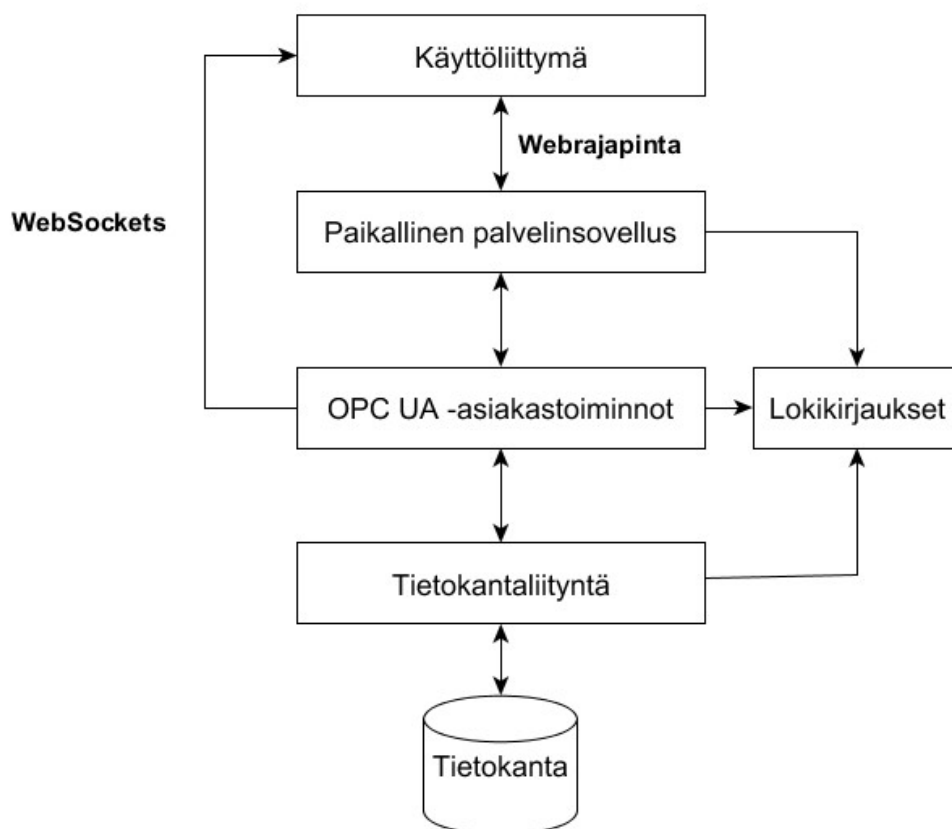 Käyttöliittymä
Webrajapinta
WebSockets
Paikallinen palvelinsovellus
OPC UA -asiakastoiminnot
Lokikirjaukset
Tietokantaliityntä
Tietokanta